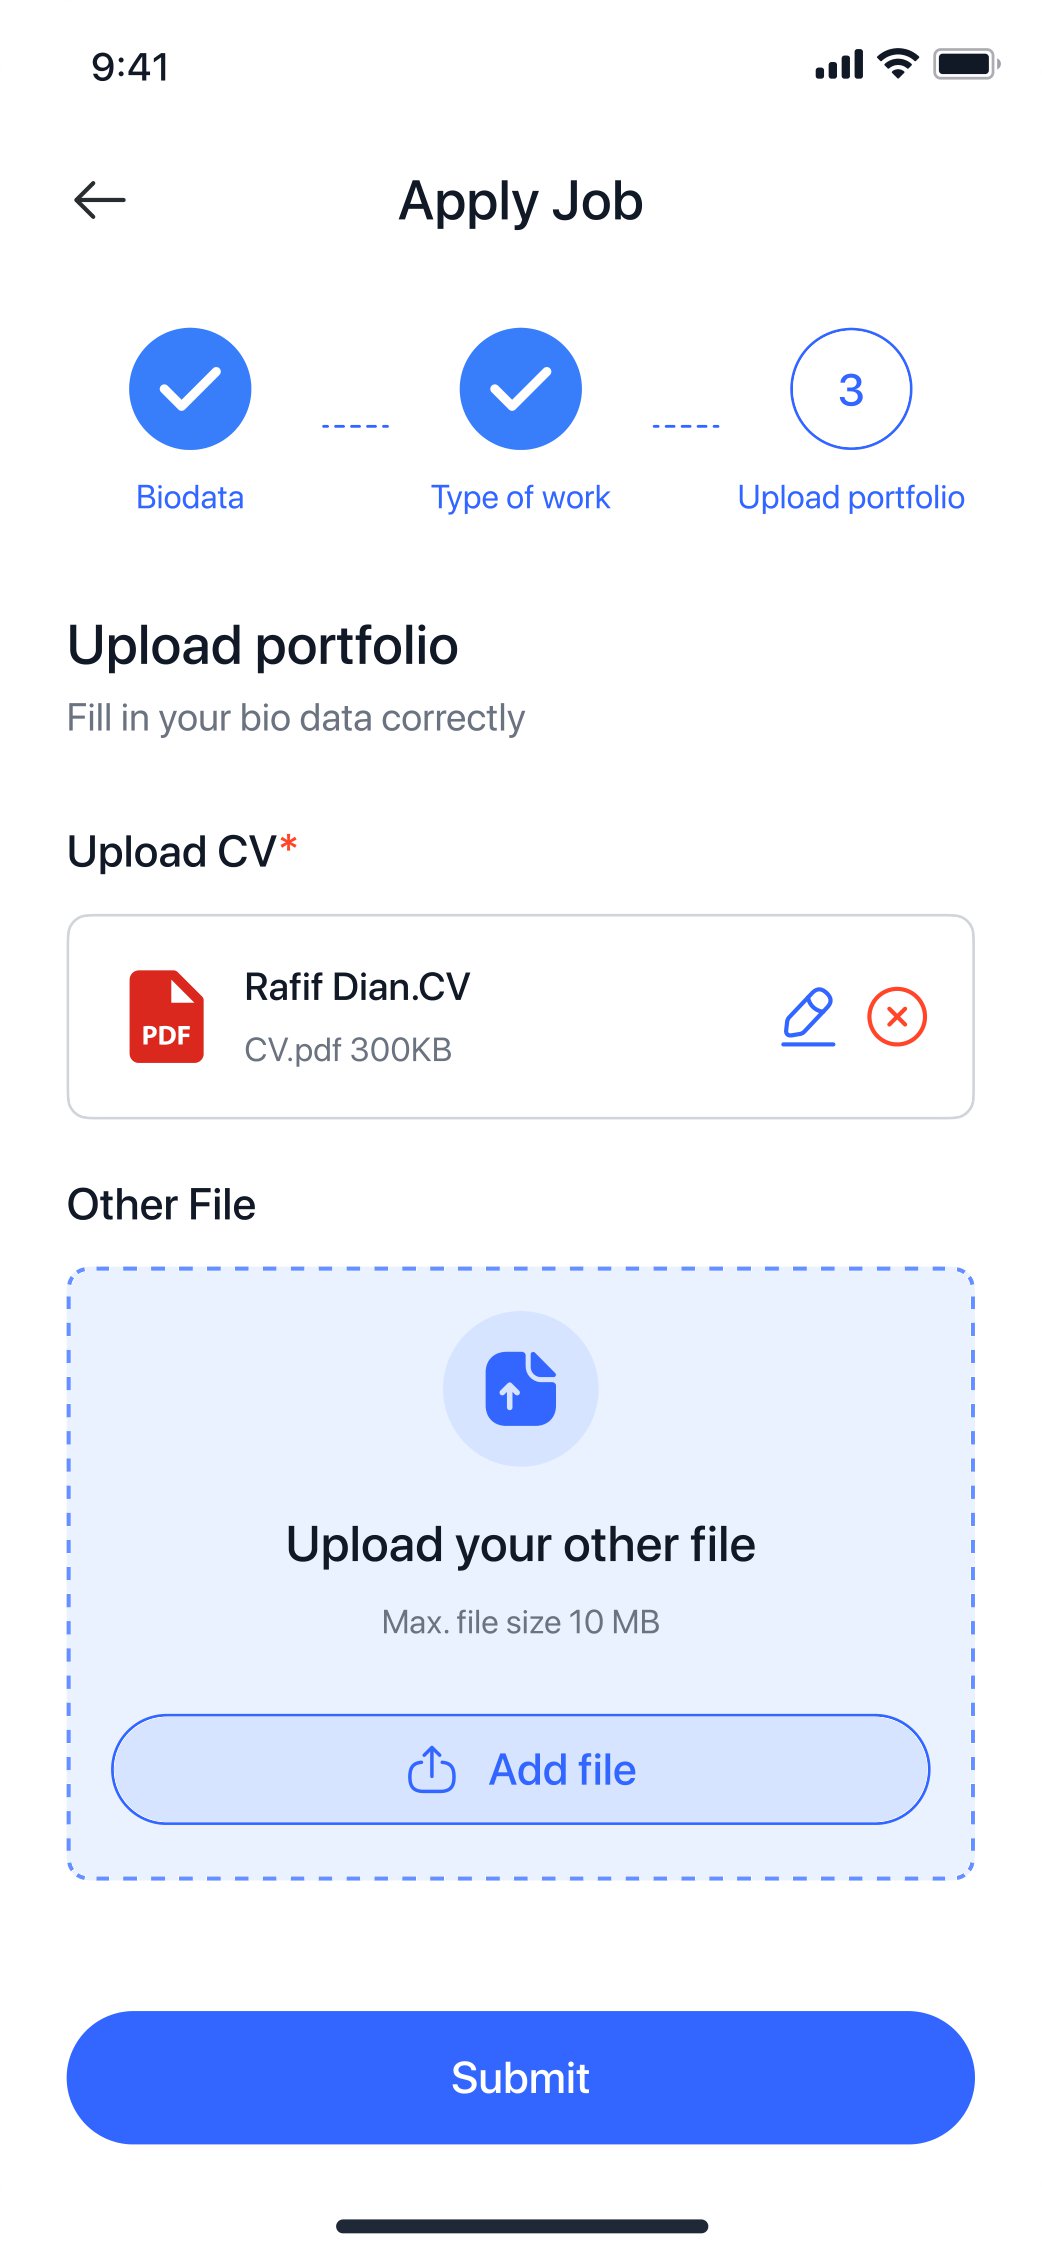 9:41
Apply Job
3
Biodata
Type of work
Upload portfolio
Upload portfolio
Fill in your bio data correctly
Upload CV*
PDF
Rafif Dian.CV
CV.pdf 300KB
Other File
Upload your other file
Max. file size 10 MB
Add file
Submit